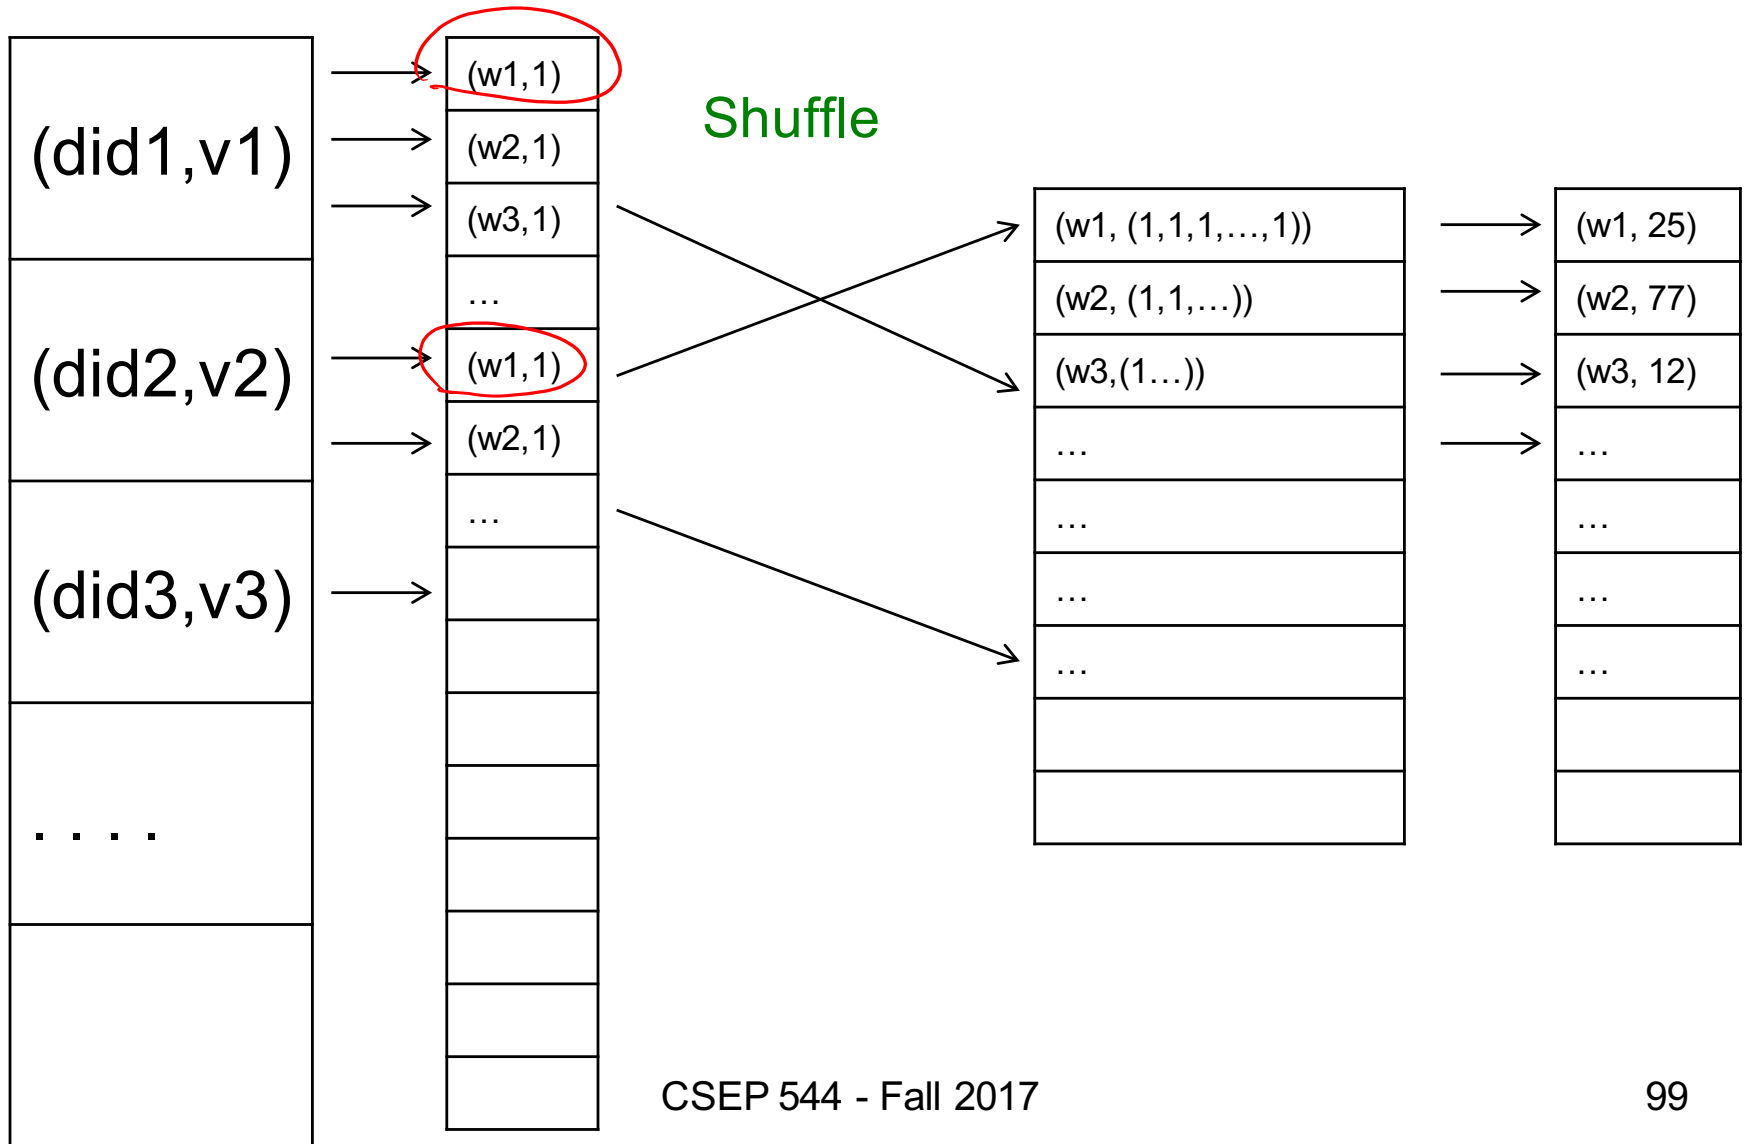 (did1,v1)
(did2,v2)
(did3,v3)
. . . .
(w1,1)
(w2,1)
(w3,1)
…
(w1,1)
(w2,1)
…
Shuffle
(w1, (1,1,1,…,1))
(w2, (1,1,…))
(w3,(1…))
…
…
…
…
(w1, 25)
(w2, 77)
(w3, 12)
…
…
…
…
CSEP 544 - Fall 2017
99